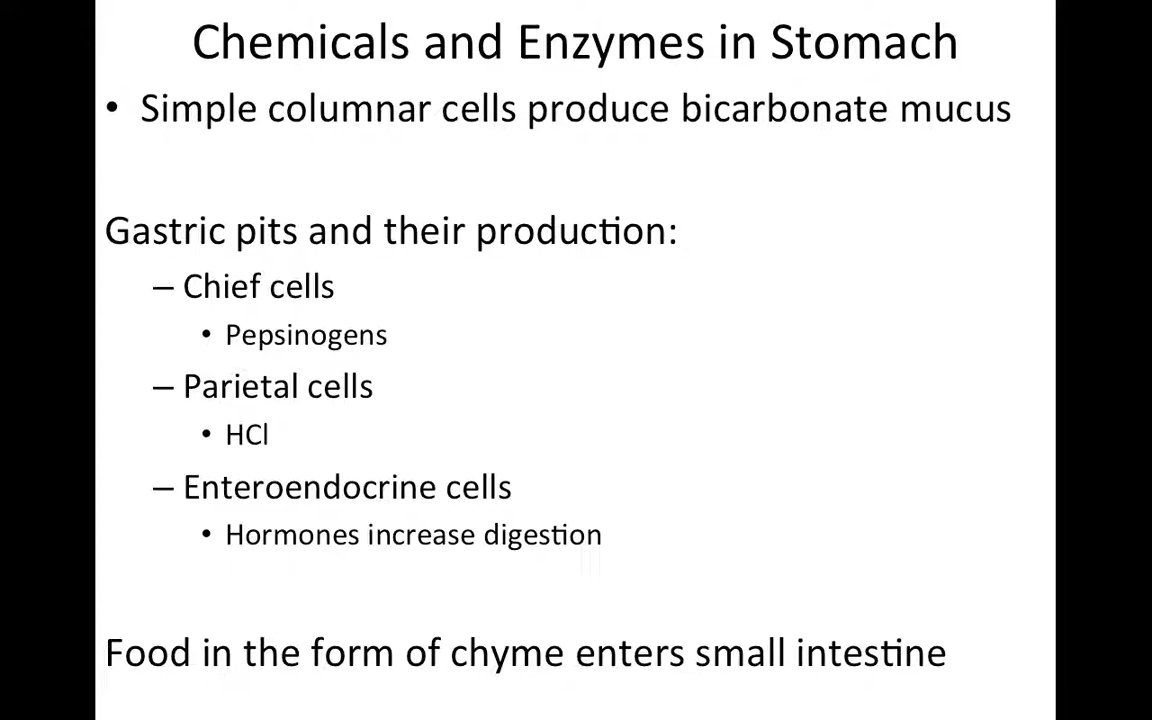 Chemicals and Enzymes in Stomach
• Simple columnar cells produce bicarbonate mucus
Gastric pits and their production:
– Chief cells
• Pepsinogens
– Parietal cells
• HCl
– Enteroendocrine cells
• Hormones increase digestion
Food in the form of chyme enters small intestine